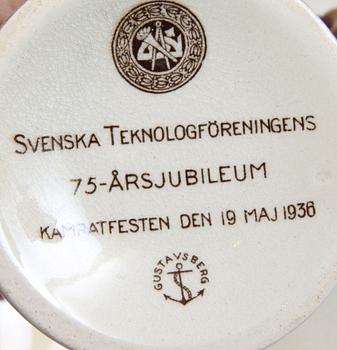 SVENSKA TEKNOLOGFÖRENINGENS
75-ÅRSJUBILEUM
KAMRATFESTEN DEN 19 MAJ 1936
GUSTAVSBERG